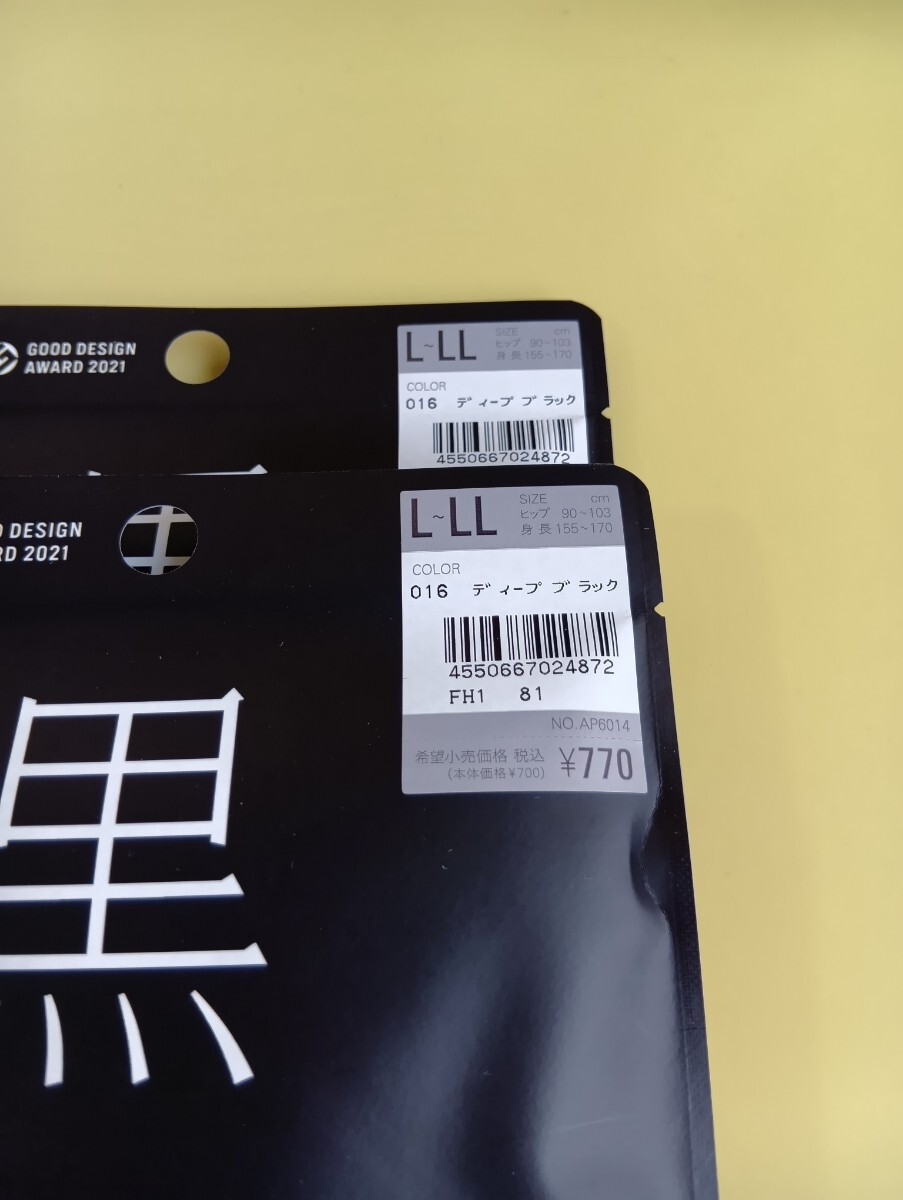 GOOD DESIGN
AWARD 2021
L~LL
SIZE cm
ヒップ 90~103
身長 155~170
COLOR
016 ディープ ブラック
4550667024872
DESIGN
2021
L~LL
SIZE cm
ヒップ 90~103
身長 155~170
COLOR
016 ディープ ブラック
4550667024872
FH1 81
NO.AP6014
希望小売価格 税込
(本体価格¥700)
¥770
黒